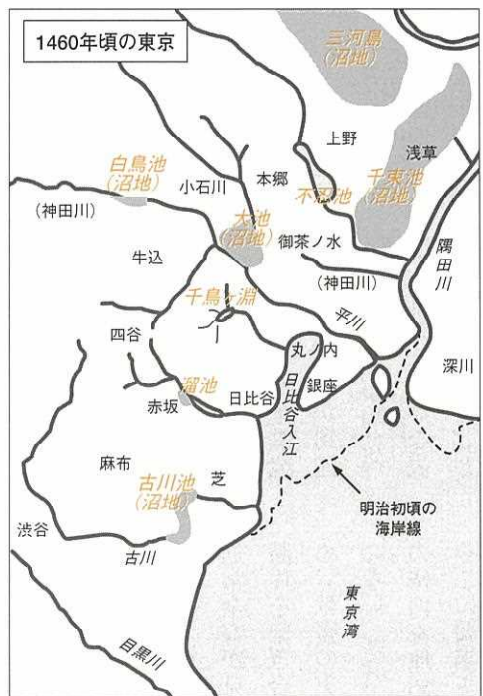 1460年頃の東京
三河島
(沼地)
上野
浅草
白鳥池
(沼地)
小石川
本郷
不忍池
千束池
(沼地)
(神田川)
大池
(沼地)
御茶ノ水
隅田川
牛込
(神田川)
千鳥ヶ淵
平川
四谷
丸ノ内
深川
溜池
日比谷
銀座
赤坂
日比谷入江
麻布
古川池
(沼地)
芝
明治初頃の
海岸線
渋谷
古川
東京湾
目黒川